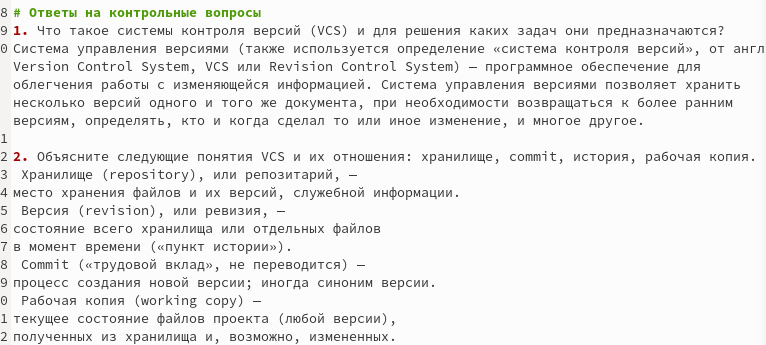 8 # Ответы на контрольные вопросы
9 1. Что такое системы контроля версий (VCS) и для решения каких задач они предназначаются?
0 Система управления версиями (также используется определение «система контроля версий», от англ
Version Control System, VCS или Revision Control System) — программное обеспечение для
облегчения работы с изменяющейся информацией. Система управления версиями позволяет хранить
несколько версий одного и того же документа, при необходимости возвращаться к более ранним
версиям, определять, кто и когда сделал то или иное изменение, и многое другое.
1
2 2. Объясните следующие понятия VCS и их отношения: хранилище, commit, история, рабочая копия.
3 Хранилище (repository), или репозитарий, —
4 место хранения файлов и их версий, служебной информации.
5 Версия (revision), или ревизия, —
6 состояние всего хранилища или отдельных файлов
7 в момент времени («пункт истории»).
8 Commit («трудовой вклад», не переводится) —
9 процесс создания новой версии; иногда синоним версии.
0 Рабочая копия (working copy) —
1 текущее состояние файлов проекта (любой версии),
2 полученных из хранилища и, возможно, измененных.